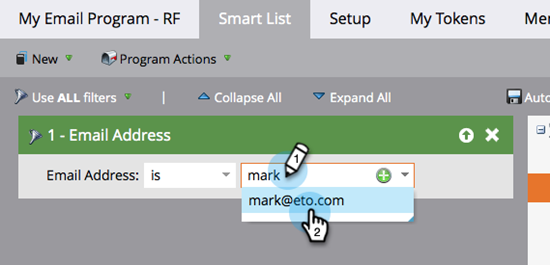 My Email Program - RF Smart List Setup My Tokens
New Program Actions
Use ALL filters | Collapse All Expand All Auto
1 - Email Address
Email Address: is mark
1
mark@eto.com
2